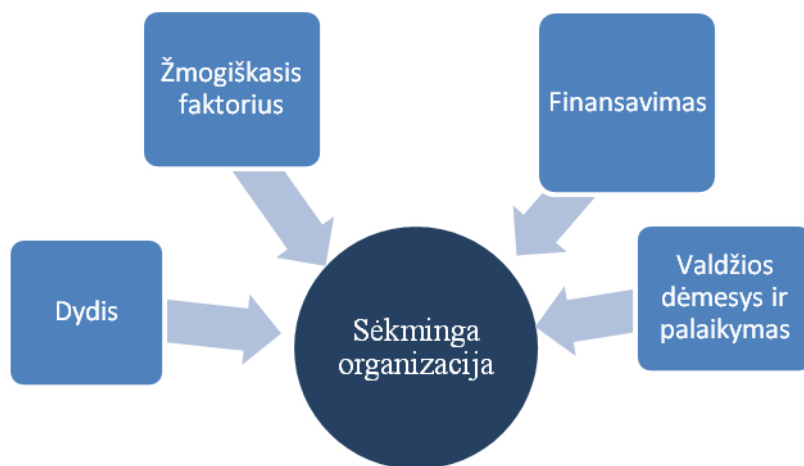 Žmogiškasis
faktorius
Finansavimas
Dydis
Valdžios
dėmesys ir
palaikymas
Sėkminga
organizacija